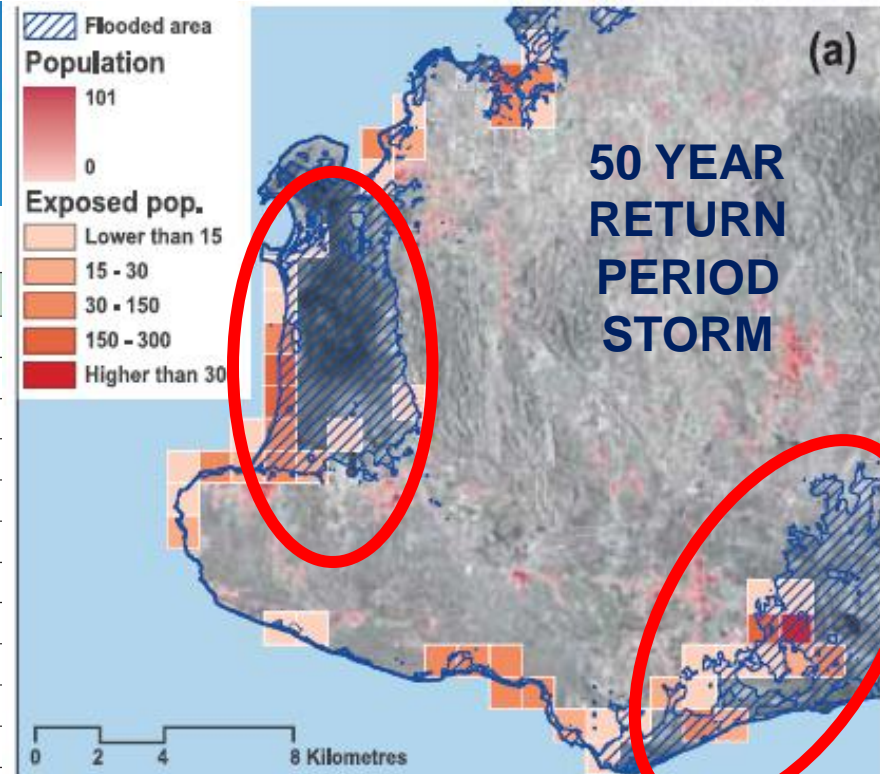 Flooded area
Population
101
0
Exposed pop.
Lower than 15
15 - 30
30 - 150
150 - 300
Higher than 30
(a)
50 YEAR
RETURN
PERIOD
STORM
0 2 4 8 Kilometres